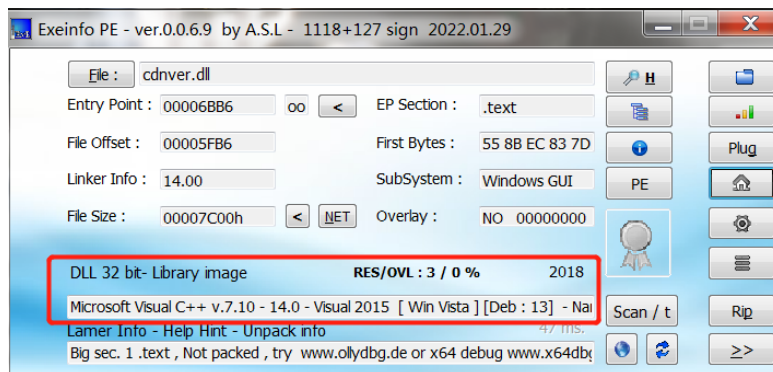 Exeinfo PE - ver.0.0.6.9 by A.S.L - 1118+127 sign 2022.01.29
File : cdnver.dll
H
Entry Point : 00006BB6 oo < EP Section : .text
File Offset : 00005FB6 First Bytes : 55 8B EC 83 7D
Plug
Linker Info : 14.00 SubSystem : Windows GUI
PE
File Size : 00007C00h < NET Overlay : NO 00000000
DLL 32 bit- Library image RES/OVL : 3 / 0 % 2018
Microsoft Visual C++ v.7.10 - 14.0 - Visual 2015 [ Win Vista ] [Deb : 13] - Nar
Scan / t
Rip
Lamer Info - Help Hint - Unpack info 47 ms.
Big sec. 1 .text , Not packed , try www.ollydbg.de or x64 debug www.x64dbg
>>